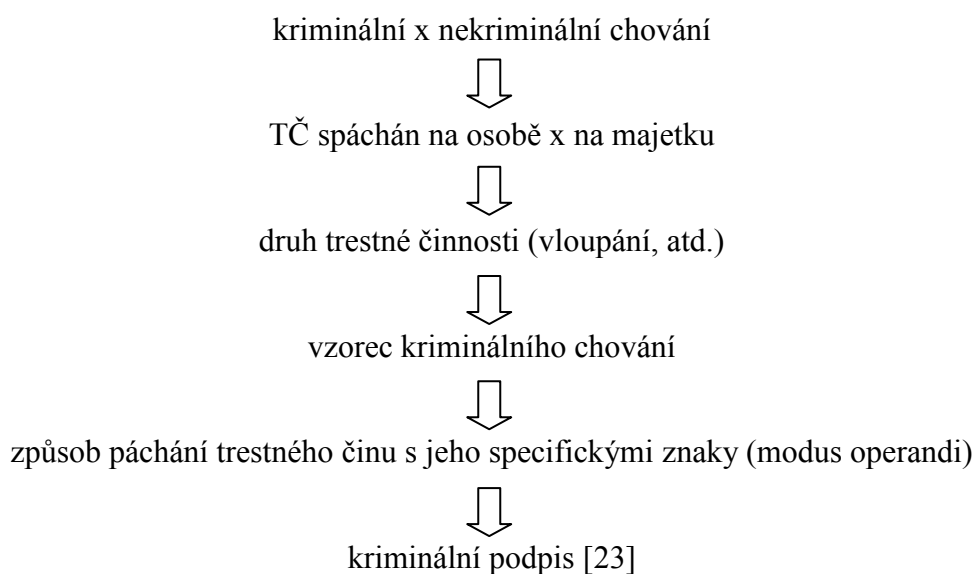 kriminální x nekriminální chování
TČ spáchán na osobě x na majetku
druh trestné činnosti (vloupání, atd.)
vzorec kriminálního chování
způsob páchání trestného činu s jeho specifickými znaky (modus operandi)
kriminální podpis [23]